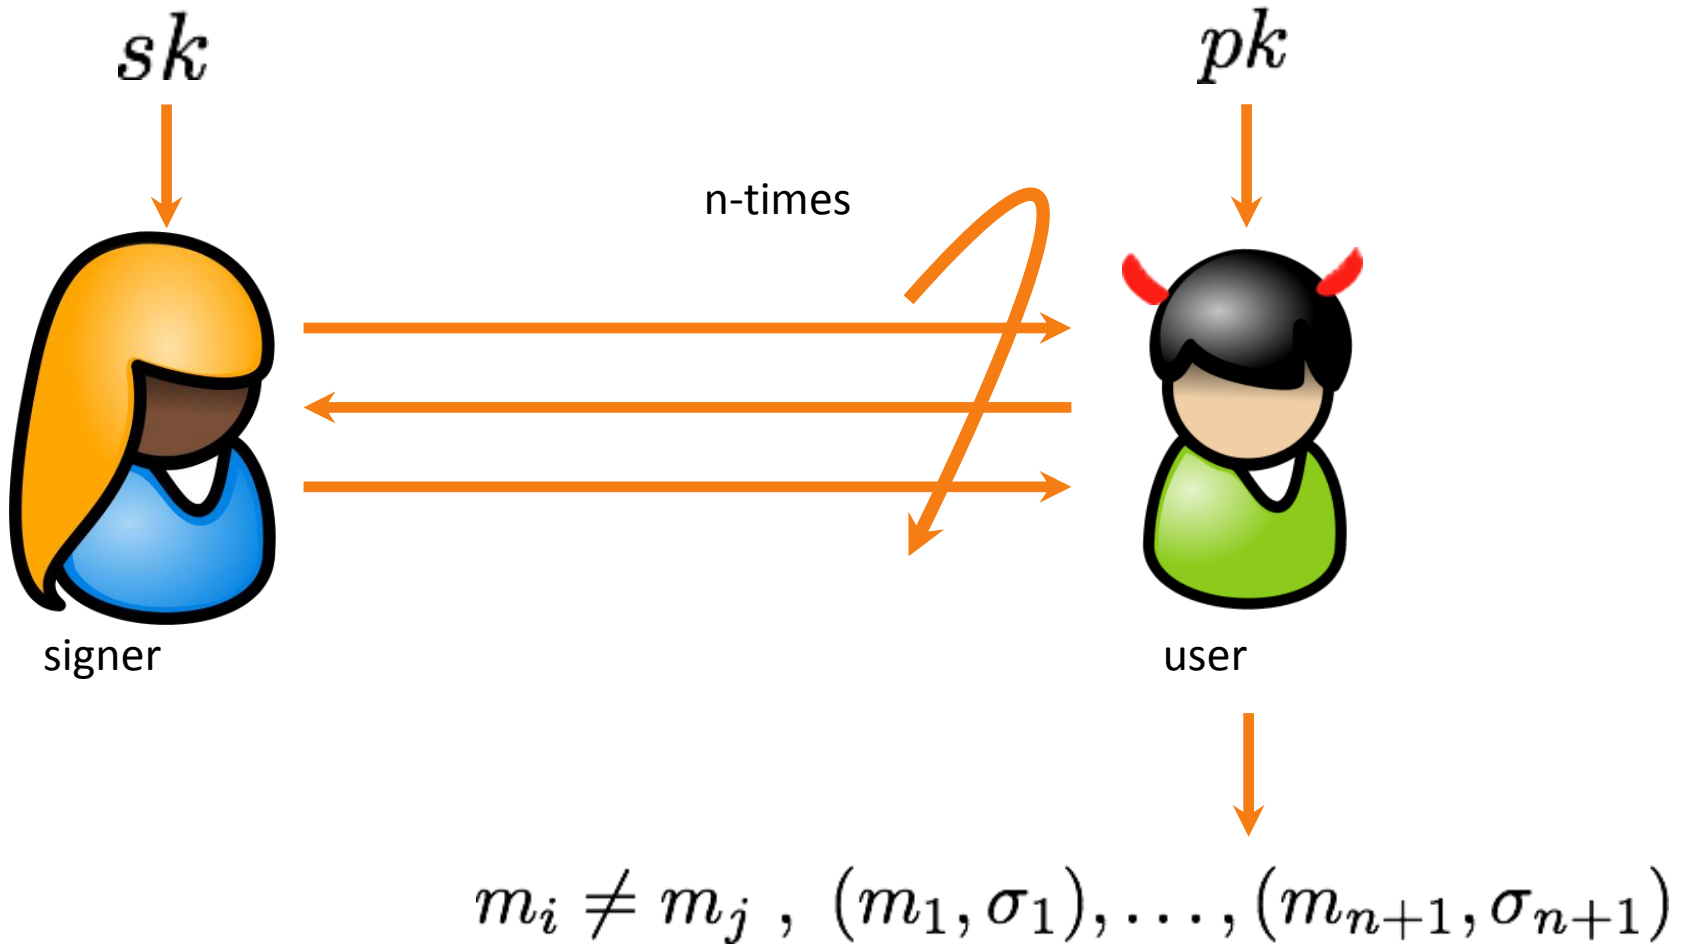 sk
pk
n-times
signer
user
m_i ≠ m_j , (m_1, σ_1), . . . , (m_{n+1}, σ_{n+1})